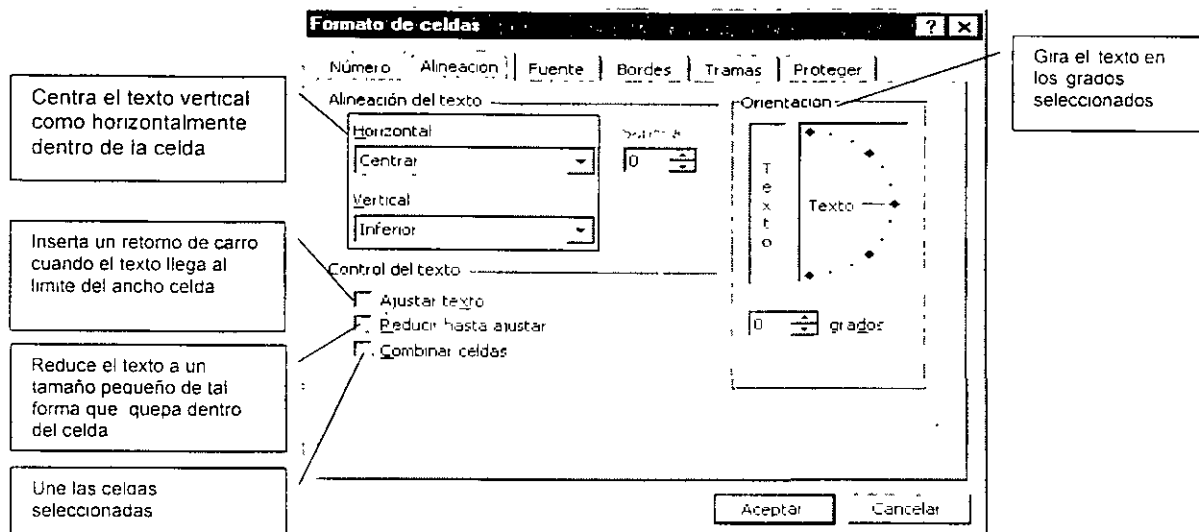 Formato de celdas
Número Alineacion Fuente Bordes Tramas Proteger
Centra el texto vertical
como horizontalmente
dentro de la celda
Inserta un retorno de carro
cuando el texto llega al
limite del ancho celda
Reduce el texto a un
tamaño pequeño de tal
forma que quepa dentro
del celda
Une las celdas
seleccionadas
Alineación del texto
Horizontal
Centrar
0
Vertical
Inferior
Control del texto
Ajustar texto
Reducir hasta ajustar
Combinar celdas
Orientacion
Texto
Texto
0 grados
Aceptar Cancelar
Gira el texto en
los grados
seleccionados